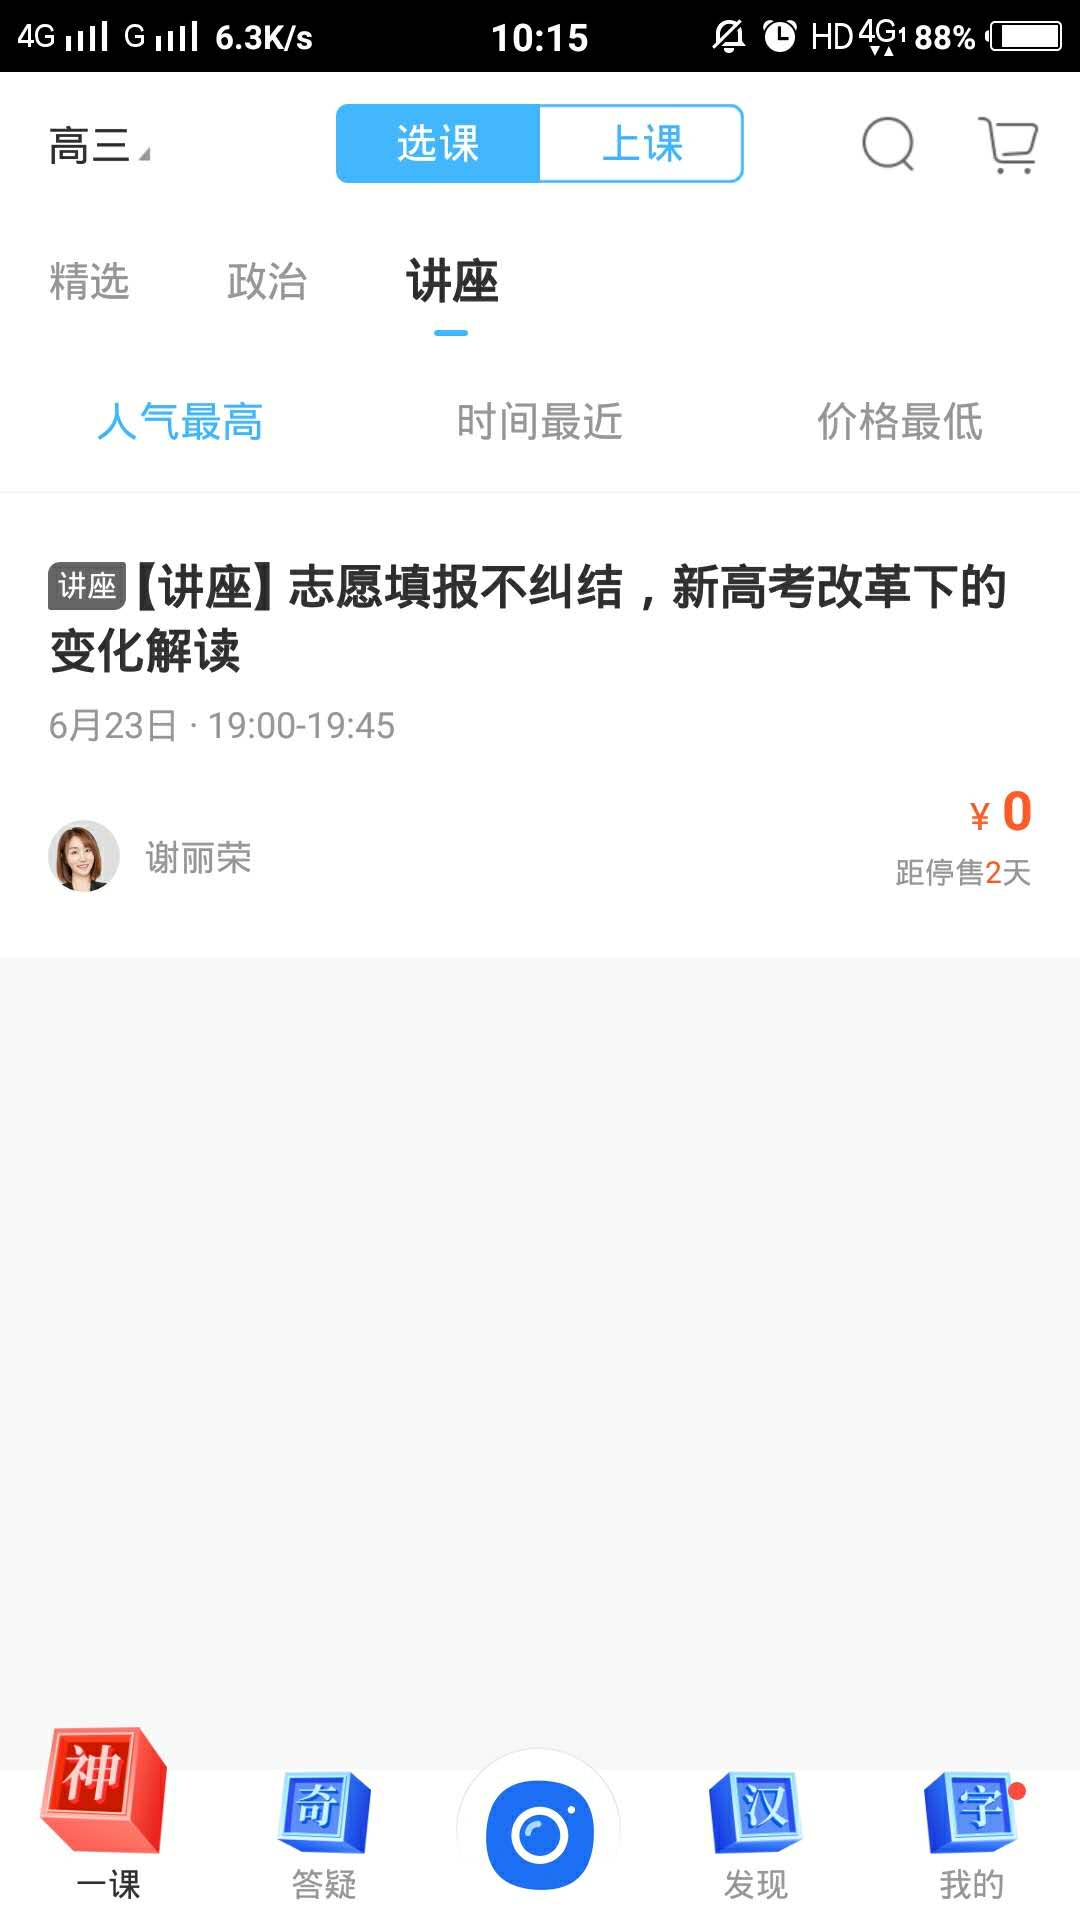 4G G 6.3K/s 10:15 HD 4G1 88%
高三 选课 上课
精选 政治 讲座
人气最高 时间最近 价格最低
讲座【讲座】志愿填报不纠结，新高考改革下的
变化解读
6月23日 · 19:00-19:45
¥ 0
谢丽荣
距停售2天
神 奇 汉 字
一课 答疑 发现 我的